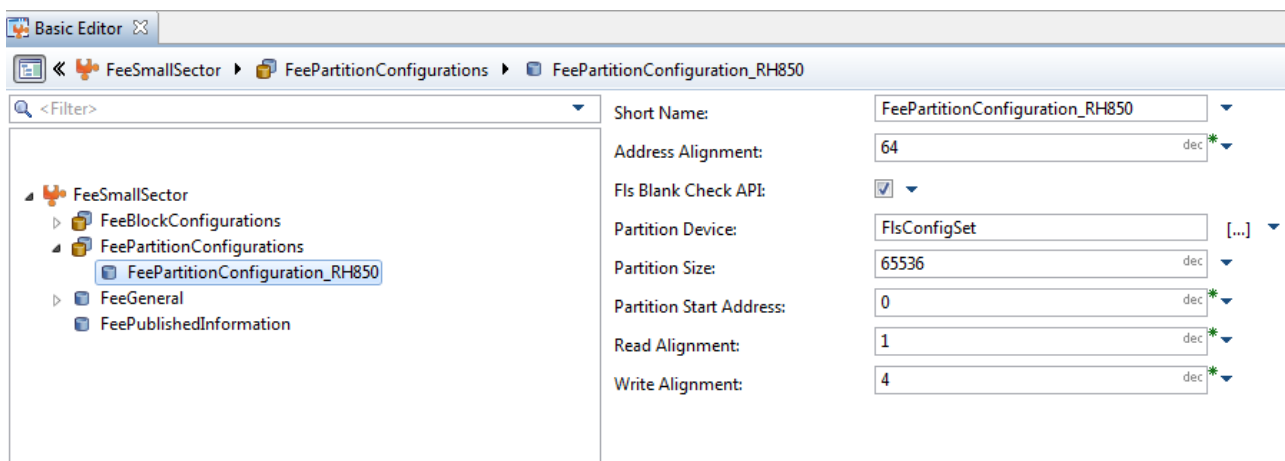 Basic Editor
FeeSmallSector FeePartitionConfigurations FeePartitionConfiguration_RH850
<Filter>
FeeSmallSector
FeeBlockConfigurations
FeePartitionConfigurations
FeePartitionConfiguration_RH850
FeeGeneral
FeePublishedInformation
Short Name: FeePartitionConfiguration_RH850
Address Alignment: 64 dec
Fls Blank Check API:
Partition Device: FlsConfigSet [...]
Partition Size: 65536 dec
Partition Start Address: 0 dec
Read Alignment: 1 dec
Write Alignment: 4 dec